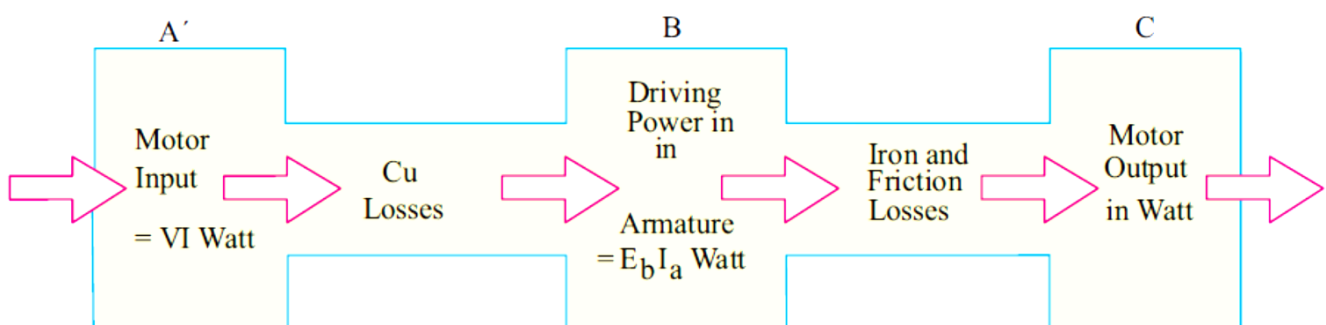 A´
B
C
Motor
Input
= VI Watt
Cu
Losses
Driving
Power in
in
Armature
= EbIa Watt
Iron and
Friction
Losses
Motor
Output
in Watt